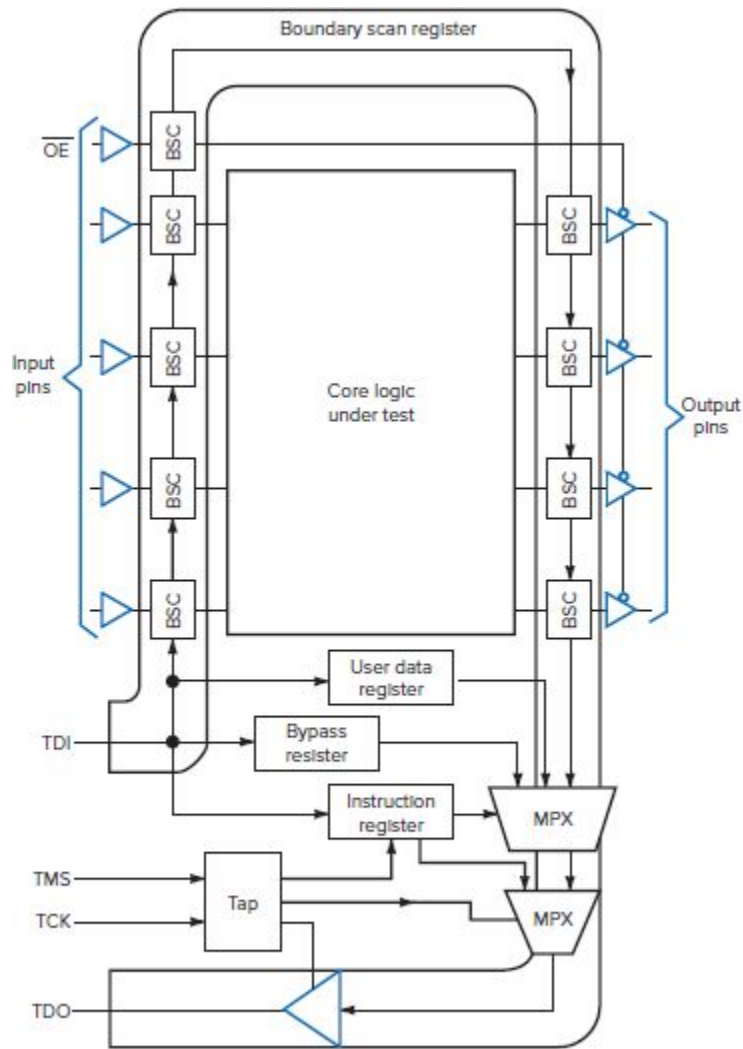 Boundary scan register
OE
BSC
BSC
BSC
BSC
BSC
BSC
BSC
BSC
BSC
Input
pins
Core logic
under test
Output
pins
User data
register
TDI
Bypass
resister
Instruction
register
MPX
TMS
TCK
Tap
MPX
TDO